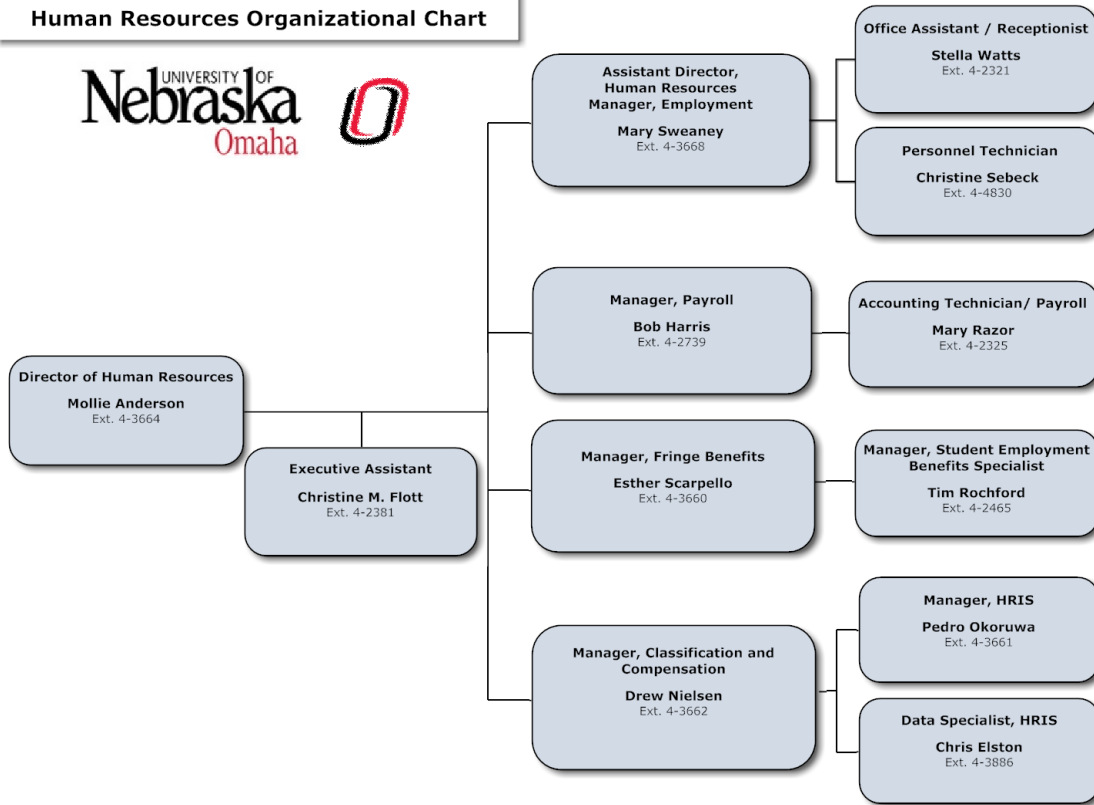 Human Resources Organizational Chart
UNIVERSITY OF
Nebraska
Omaha
Director of Human Resources
Mollie Anderson
Ext. 4-3664
Executive Assistant
Christine M. Flott
Ext. 4-2381
Assistant Director,
Human Resources
Manager, Employment
Mary Sweaney
Ext. 4-3668
Office Assistant / Receptionist
Stella Watts
Ext. 4-2321
Personnel Technician
Christine Sebeck
Ext. 4-4830
Manager, Payroll
Bob Harris
Ext. 4-2739
Accounting Technician/ Payroll
Mary Razor
Ext. 4-2325
Manager, Fringe Benefits
Esther Scarpello
Ext. 4-3660
Manager, Student Employment
Benefits Specialist
Tim Rochford
Ext. 4-2465
Manager, Classification and
Compensation
Drew Nielsen
Ext. 4-3662
Manager, HRIS
Pedro Okoruwa
Ext. 4-3661
Data Specialist, HRIS
Chris Elston
Ext. 4-3886